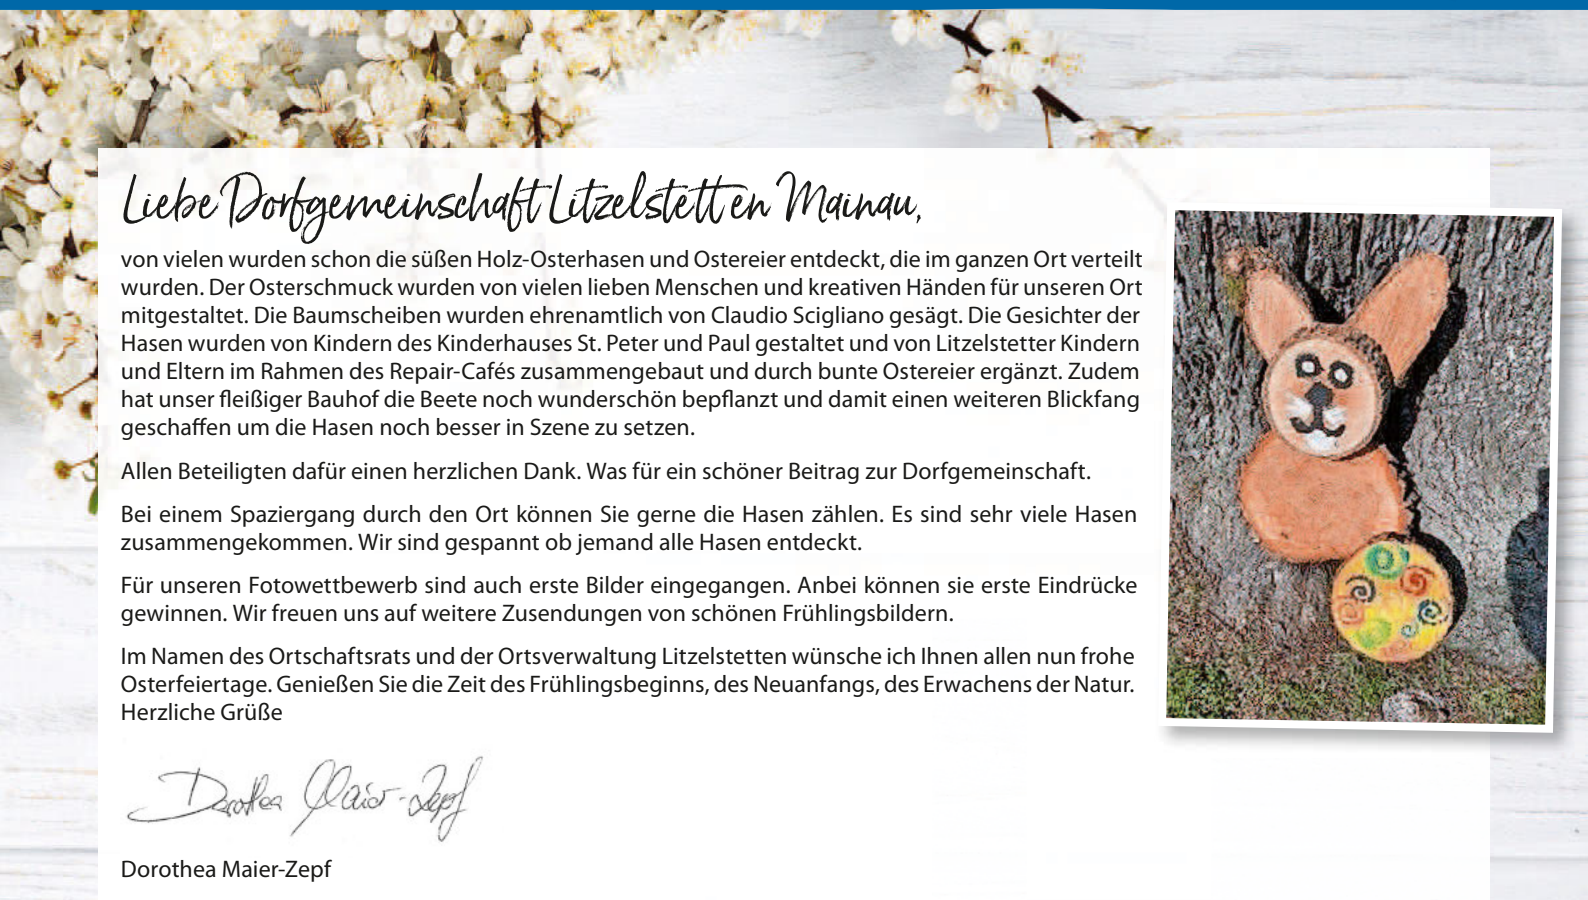 Liebe Dorfgemeinschaft Litzelstetten Mainau,
von vielen wurden schon die süßen Holz-Osterhasen und Ostereier entdeckt, die im ganzen Ort verteilt
wurden. Der Osterschmuck wurden von vielen lieben Menschen und kreativen Händen für unseren Ort
mitgestaltet. Die Baumscheiben wurden ehrenamtlich von Claudio Scigliano gesägt. Die Gesichter der
Hasen wurden von Kindern des Kinderhauses St. Peter und Paul gestaltet und von Litzelstetter Kindern
und Eltern im Rahmen des Repair-Cafés zusammengebaut und durch bunte Ostereier ergänzt. Zudem
hat unser fleißiger Bauhof die Beete noch wunderschön bepflanzt und damit einen weiteren Blickfang
geschaffen um die Hasen noch besser in Szene zu setzen.
Allen Beteiligten dafür einen herzlichen Dank. Was für ein schöner Beitrag zur Dorfgemeinschaft.
Bei einem Spaziergang durch den Ort können Sie gerne die Hasen zählen. Es sind sehr viele Hasen
zusammengekommen. Wir sind gespannt ob jemand alle Hasen entdeckt.
Für unseren Fotowettbewerb sind auch erste Bilder eingegangen. Anbei können sie erste Eindrücke
gewinnen. Wir freuen uns auf weitere Zusendungen von schönen Frühlingsbildern.
Im Namen des Ortschaftsrats und der Ortsverwaltung Litzelstetten wünsche ich Ihnen allen nun frohe
Osterfeiertage. Genießen Sie die Zeit des Frühlingsbeginns, des Neuanfangs, des Erwachens der Natur.
Herzliche Grüße
Dorothea Maier-Zepf
Dorothea Maier-Zepf